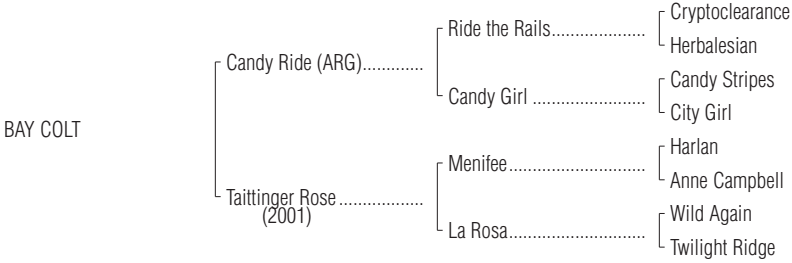 Cryptoclearance
Ride the Rails....................
Herbalesian
Candy Ride (ARG).............
Candy Stripes
Candy Girl ........................
City Girl
BAY COLT
Harlan
Menifee.............................
Anne Campbell
Taittinger Rose ..................
(2001)
Wild Again
La Rosa.............................
Twilight Ridge